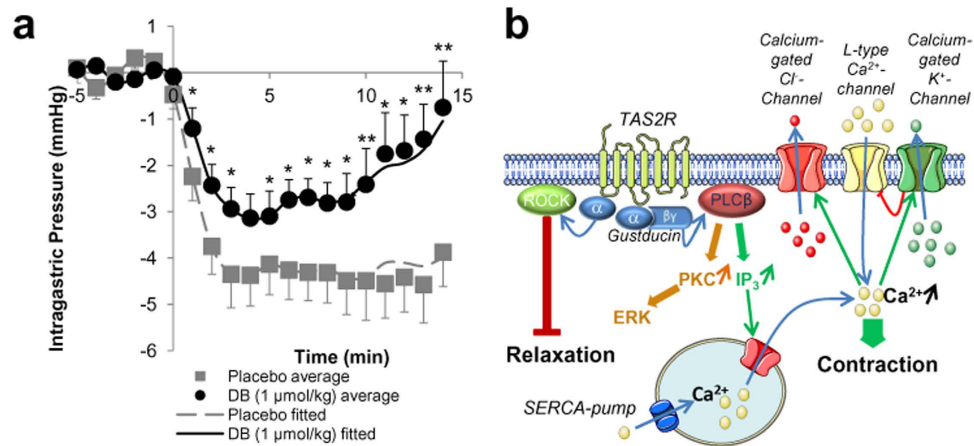 a
Intragastric Pressure (mmHg)
1
0
-1
-2
-3
-4
-5
-6
-5
0
5
10
15
* * * * * * * * * ** * * ** **
Time (min)
Placebo average
DB (1 µmol/kg) average
Placebo fitted
DB (1 µmol/kg) fitted
b
Calcium-
gated
Cl-
Channel
L-type
Ca2+-
channel
Calcium-
gated
K+-
Channel
TAS2R
ROCK
α
α
βγ
PLCβ
Gustducin
PKC
IP3
ERK
Ca2+
Relaxation
Contraction
Ca2+
SERCA-pump